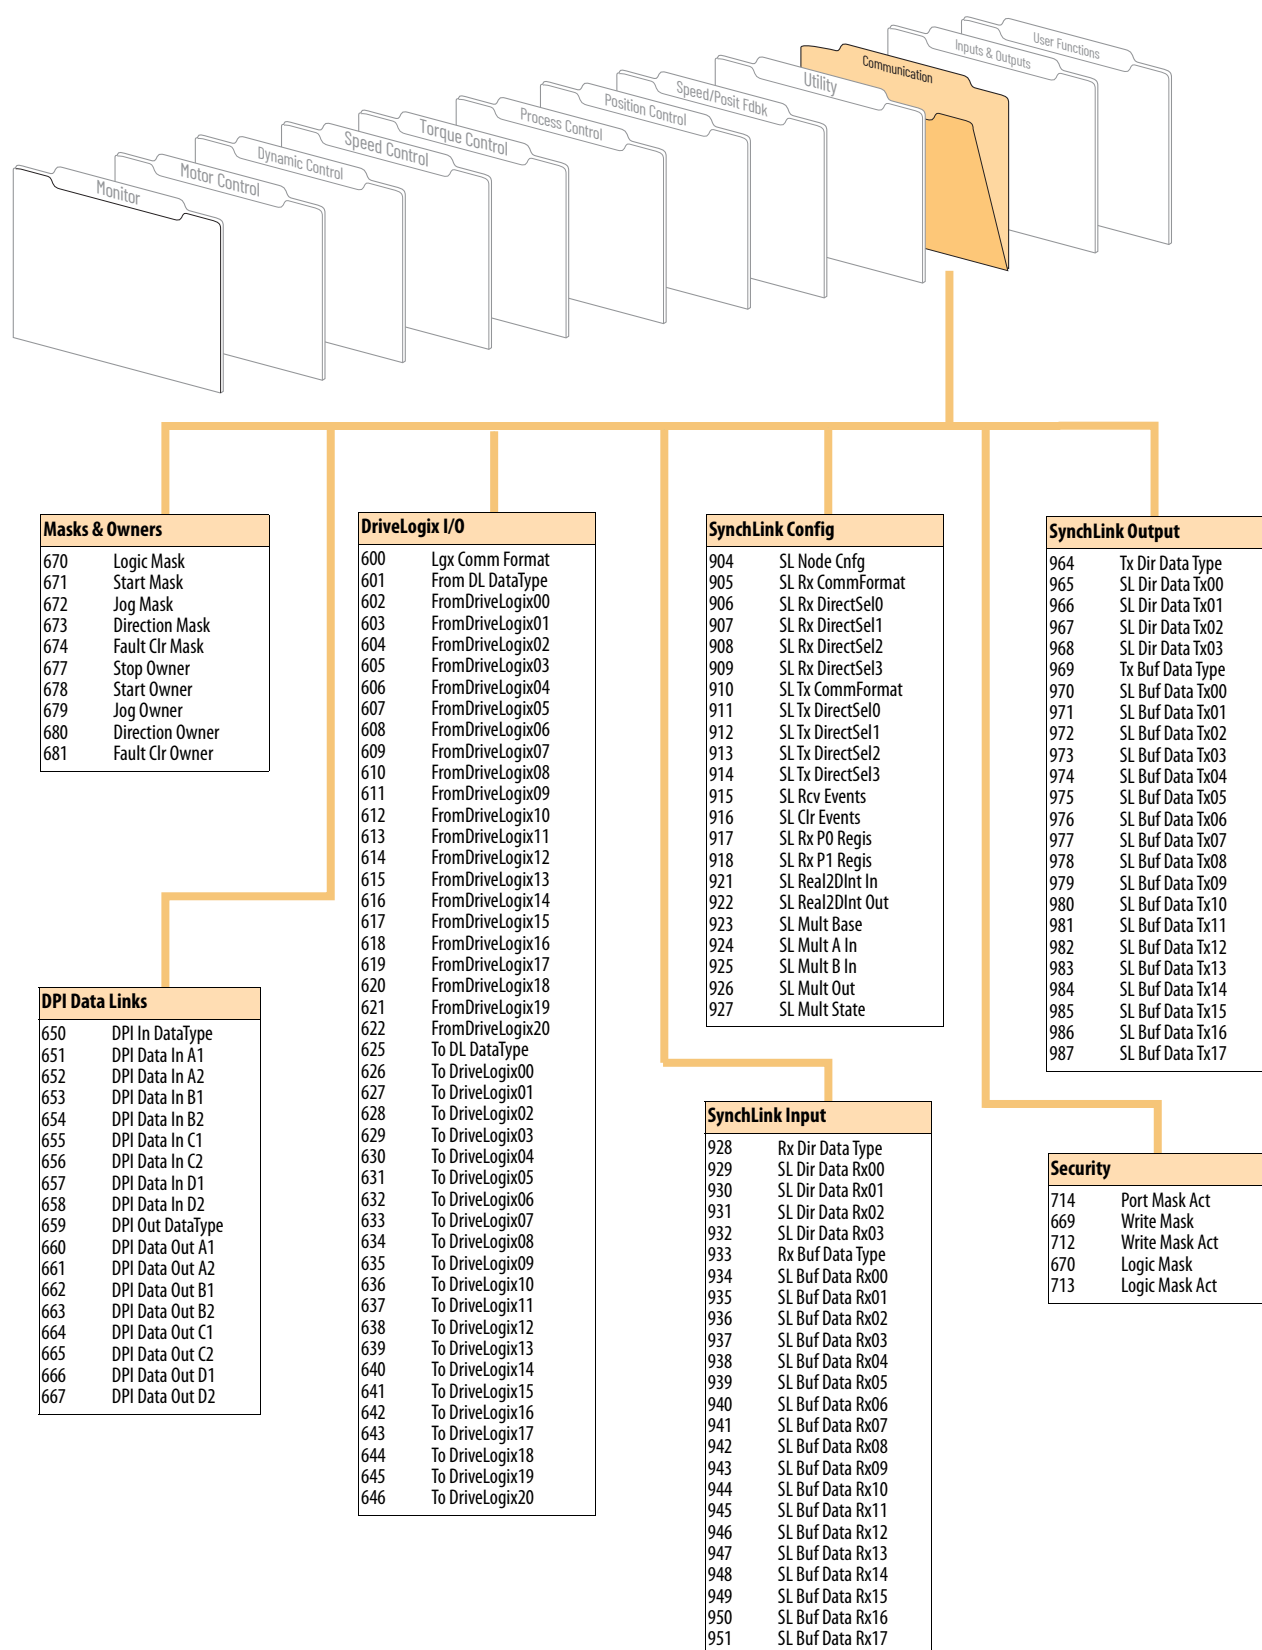 Monitor
Motor Control
Dynamic Control
Speed Control
Torque Control
Process Control
Position Control
Speed/Posit Fdbk
Utility
Communication
Inputs & Outputs
User Functions
Masks & Owners
670 Logic Mask
671 Start Mask
672 Jog Mask
673 Direction Mask
674 Fault Clr Mask
677 Stop Owner
678 Start Owner
679 Jog Owner
680 Direction Owner
681 Fault Clr Owner
DPI Data Links
650 DPI In DataType
651 DPI Data In A1
652 DPI Data In A2
653 DPI Data In B1
654 DPI Data In B2
655 DPI Data In C1
656 DPI Data In C2
657 DPI Data In D1
658 DPI Data In D2
659 DPI Out DataType
660 DPI Data Out A1
661 DPI Data Out A2
662 DPI Data Out B1
663 DPI Data Out B2
664 DPI Data Out C1
665 DPI Data Out C2
666 DPI Data Out D1
667 DPI Data Out D2
DriveLogix I/O
600 Lgx Comm Format
601 From DL DataType
602 FromDriveLogix00
603 FromDriveLogix01
604 FromDriveLogix02
605 FromDriveLogix03
606 FromDriveLogix04
607 FromDriveLogix05
608 FromDriveLogix06
609 FromDriveLogix07
610 FromDriveLogix08
611 FromDriveLogix09
612 FromDriveLogix10
613 FromDriveLogix11
614 FromDriveLogix12
615 FromDriveLogix13
616 FromDriveLogix14
617 FromDriveLogix15
618 FromDriveLogix16
619 FromDriveLogix17
620 FromDriveLogix18
621 FromDriveLogix19
622 FromDriveLogix20
625 To DL DataType
626 To DriveLogix00
627 To DriveLogix01
628 To DriveLogix02
629 To DriveLogix03
630 To DriveLogix04
631 To DriveLogix05
632 To DriveLogix06
633 To DriveLogix07
634 To DriveLogix08
635 To DriveLogix09
636 To DriveLogix10
637 To DriveLogix11
638 To DriveLogix12
639 To DriveLogix13
640 To DriveLogix14
641 To DriveLogix15
642 To DriveLogix16
643 To DriveLogix17
644 To DriveLogix18
645 To DriveLogix19
646 To DriveLogix20
SynchLink Config
904 SL Node Cnfg
905 SL Rx CommFormat
906 SL Rx DirectSel0
907 SL Rx DirectSel1
908 SL Rx DirectSel2
909 SL Rx DirectSel3
910 SL Tx CommFormat
911 SL Tx DirectSel0
912 SL Tx DirectSel1
913 SL Tx DirectSel2
914 SL Tx DirectSel3
915 SL Rcv Events
916 SL Clr Events
917 SL Rx P0 Regis
918 SL Rx P1 Regis
921 SL Real2DInt In
922 SL Real2DInt Out
923 SL Mult Base
924 SL Mult A In
925 SL Mult B In
926 SL Mult Out
927 SL Mult State
SynchLink Input
928 Rx Dir Data Type
929 SL Dir Data Rx00
930 SL Dir Data Rx01
931 SL Dir Data Rx02
932 SL Dir Data Rx03
933 Rx Buf Data Type
934 SL Buf Data Rx00
935 SL Buf Data Rx01
936 SL Buf Data Rx02
937 SL Buf Data Rx03
938 SL Buf Data Rx04
939 SL Buf Data Rx05
940 SL Buf Data Rx06
941 SL Buf Data Rx07
942 SL Buf Data Rx08
943 SL Buf Data Rx09
944 SL Buf Data Rx10
945 SL Buf Data Rx11
946 SL Buf Data Rx12
947 SL Buf Data Rx13
948 SL Buf Data Rx14
949 SL Buf Data Rx15
950 SL Buf Data Rx16
951 SL Buf Data Rx17
SynchLink Output
964 Tx Dir Data Type
965 SL Dir Data Tx00
966 SL Dir Data Tx01
967 SL Dir Data Tx02
968 SL Dir Data Tx03
969 Tx Buf Data Type
970 SL Buf Data Tx00
971 SL Buf Data Tx01
972 SL Buf Data Tx02
973 SL Buf Data Tx03
974 SL Buf Data Tx04
975 SL Buf Data Tx05
976 SL Buf Data Tx06
977 SL Buf Data Tx07
978 SL Buf Data Tx08
979 SL Buf Data Tx09
980 SL Buf Data Tx10
981 SL Buf Data Tx11
982 SL Buf Data Tx12
983 SL Buf Data Tx13
984 SL Buf Data Tx14
985 SL Buf Data Tx15
986 SL Buf Data Tx16
987 SL Buf Data Tx17
Security
714 Port Mask Act
669 Write Mask
712 Write Mask Act
670 Logic Mask
713 Logic Mask Act